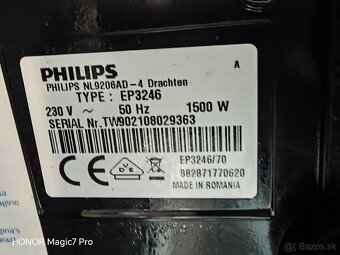 PHILIPS
A
PHILIPS NL9206AD-4 Drachten
TYPE : EP3246
230 V ~ 50 Hz 1500 W
SERIAL Nr.TW902108029363
CE
EP3246/70
982871770620
MADE IN ROMANIA
HONOR Magic7 Pro
bazos.sk